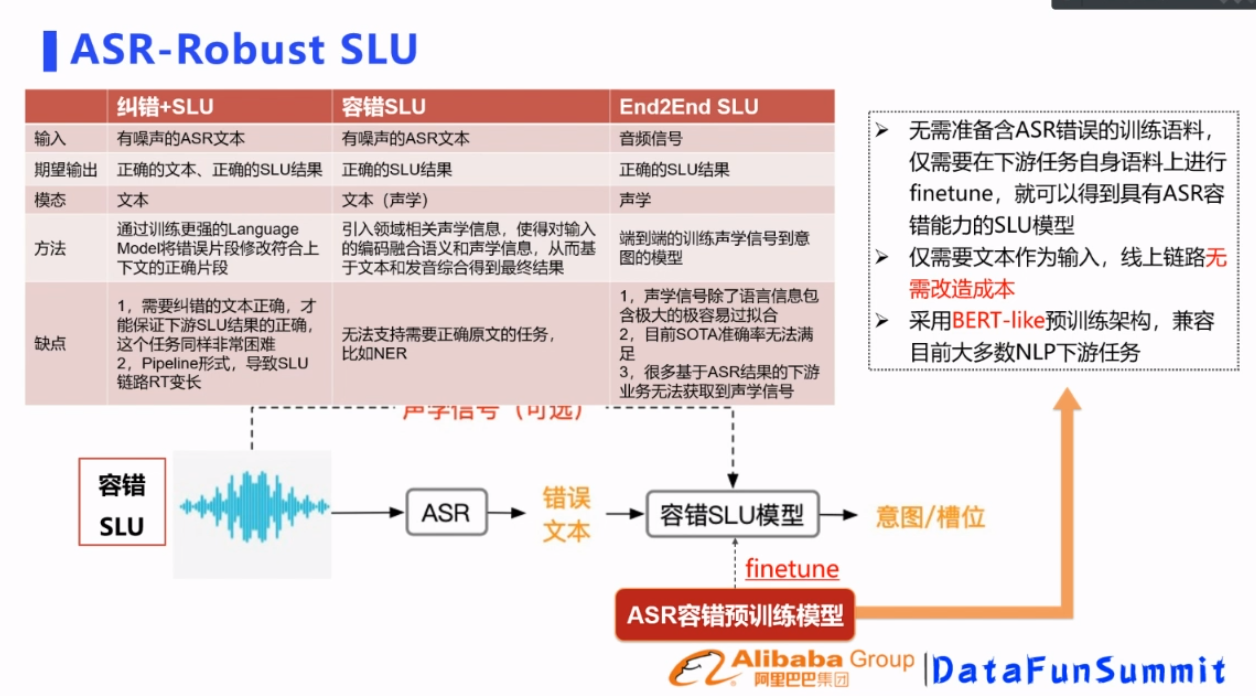 ASR-Robust SLU
纠错+SLU 容错SLU End2End SLU
输入 有噪声的ASR文本 有噪声的ASR文本 音频信号
期望输出 正确的文本、正确的SLU结果 正确的SLU结果 正确的SLU结果
模态 文本 文本（声学） 声学
方法
通过训练更强的Language
Model将错误片段修改符合上
下文的正确片段
引入领域相关声学信息，使得对输入
的编码融合语义和声学信息，从而基
于文本和发音综合得到最终结果
端到端的训练声学信号到意
图的模型
缺点
1，需要纠错的文本正确，才
能保证下游SLU结果的正确，
这个任务同样非常困难
2，Pipeline形式，导致SLU
链路RT变长
无法支持需要正确原文的任务，
比如NER
1，声学信号除了语言信息包
含极大的极容易过拟合
2，目前SOTA准确率无法满
足
3，很多基于ASR结果的下游
业务无法获取到声学信号
➢ 无需准备含ASR错误的训练语料，
仅需要在下游任务自身语料上进行
finetune，就可以得到具有ASR容
错能力的SLU模型
➢ 仅需要文本作为输入，线上链路无
需改造成本
➢ 采用BERT-like预训练架构，兼容
目前大多数NLP下游任务
声学信号（可选）
容错
SLU
ASR
错误
文本
容错SLU模型
意图/槽位
finetune
ASR容错预训练模型
Alibaba Group
阿里巴巴集团
DataFunSummit